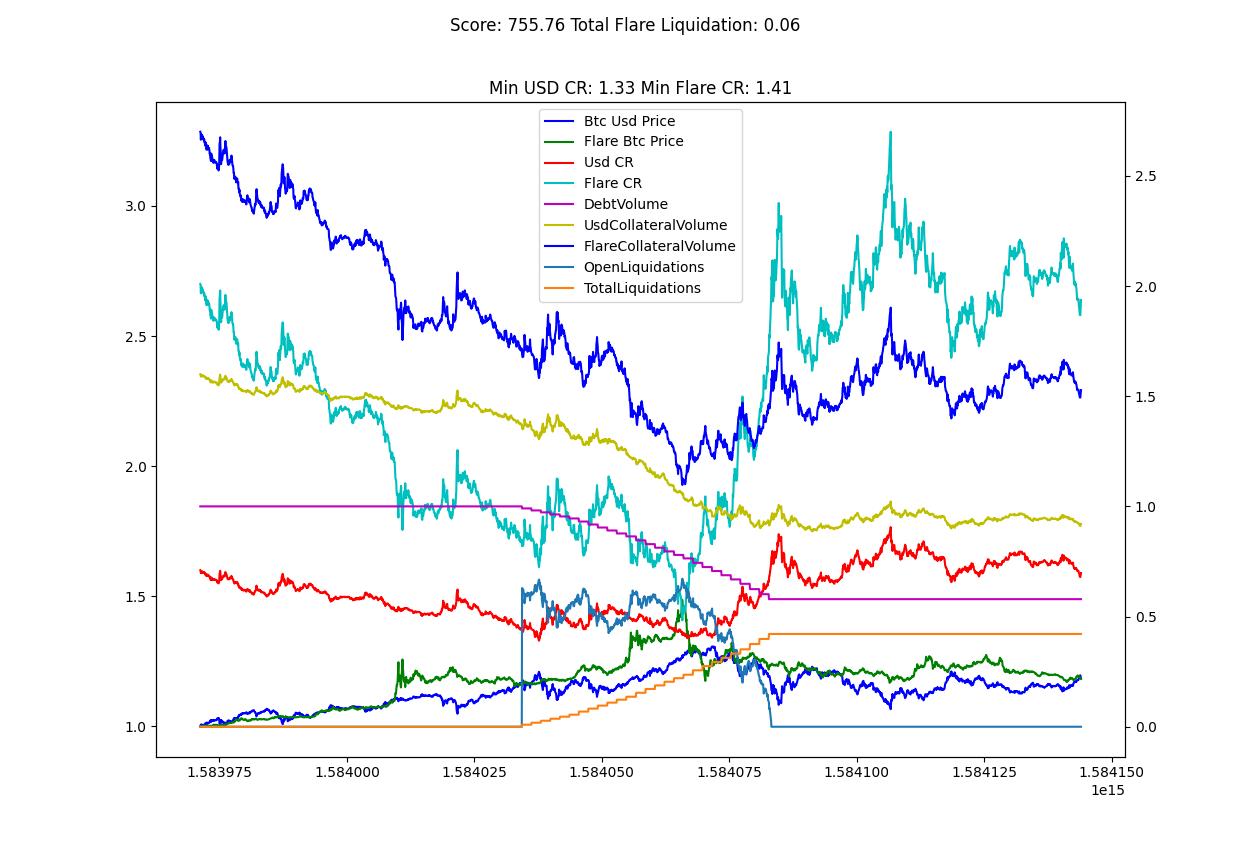 Score: 755.76 Total Flare Liquidation: 0.06
Min USD CR: 1.33 Min Flare CR: 1.41
Btc Usd Price
Flare Btc Price
Usd CR
Flare CR
DebtVolume
UsdCollateralVolume
FlareCollateralVolume
OpenLiquidations
TotalLiquidations
3.0
2.5
2.0
1.5
1.0
2.5
2.0
1.5
1.0
0.5
0.0
1.583975 1.584000 1.584025 1.584050 1.584075 1.584100 1.584125 1.584150
1e15